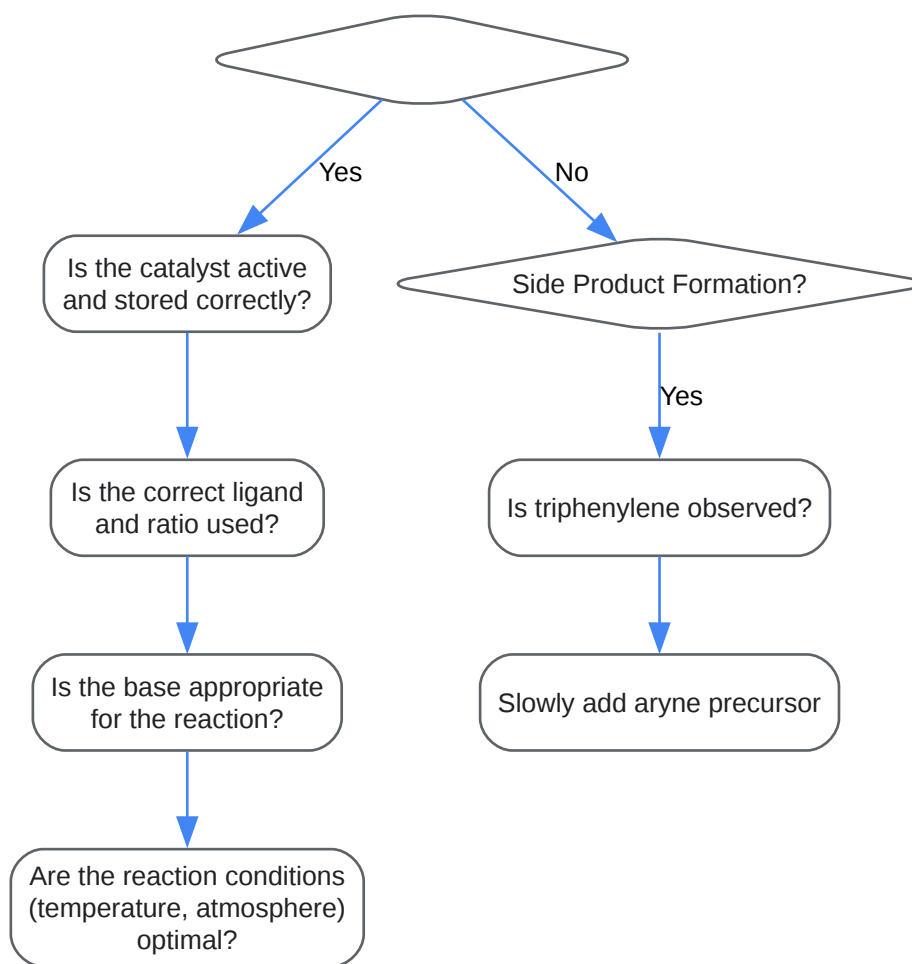 Yes
No
Is the catalyst active
and stored correctly?
Side Product Formation?
Yes
Is the correct ligand
and ratio used?
Is triphenylene observed?
Is the base appropriate
for the reaction?
Slowly add aryne precursor
Are the reaction conditions
(temperature, atmosphere)
optimal?